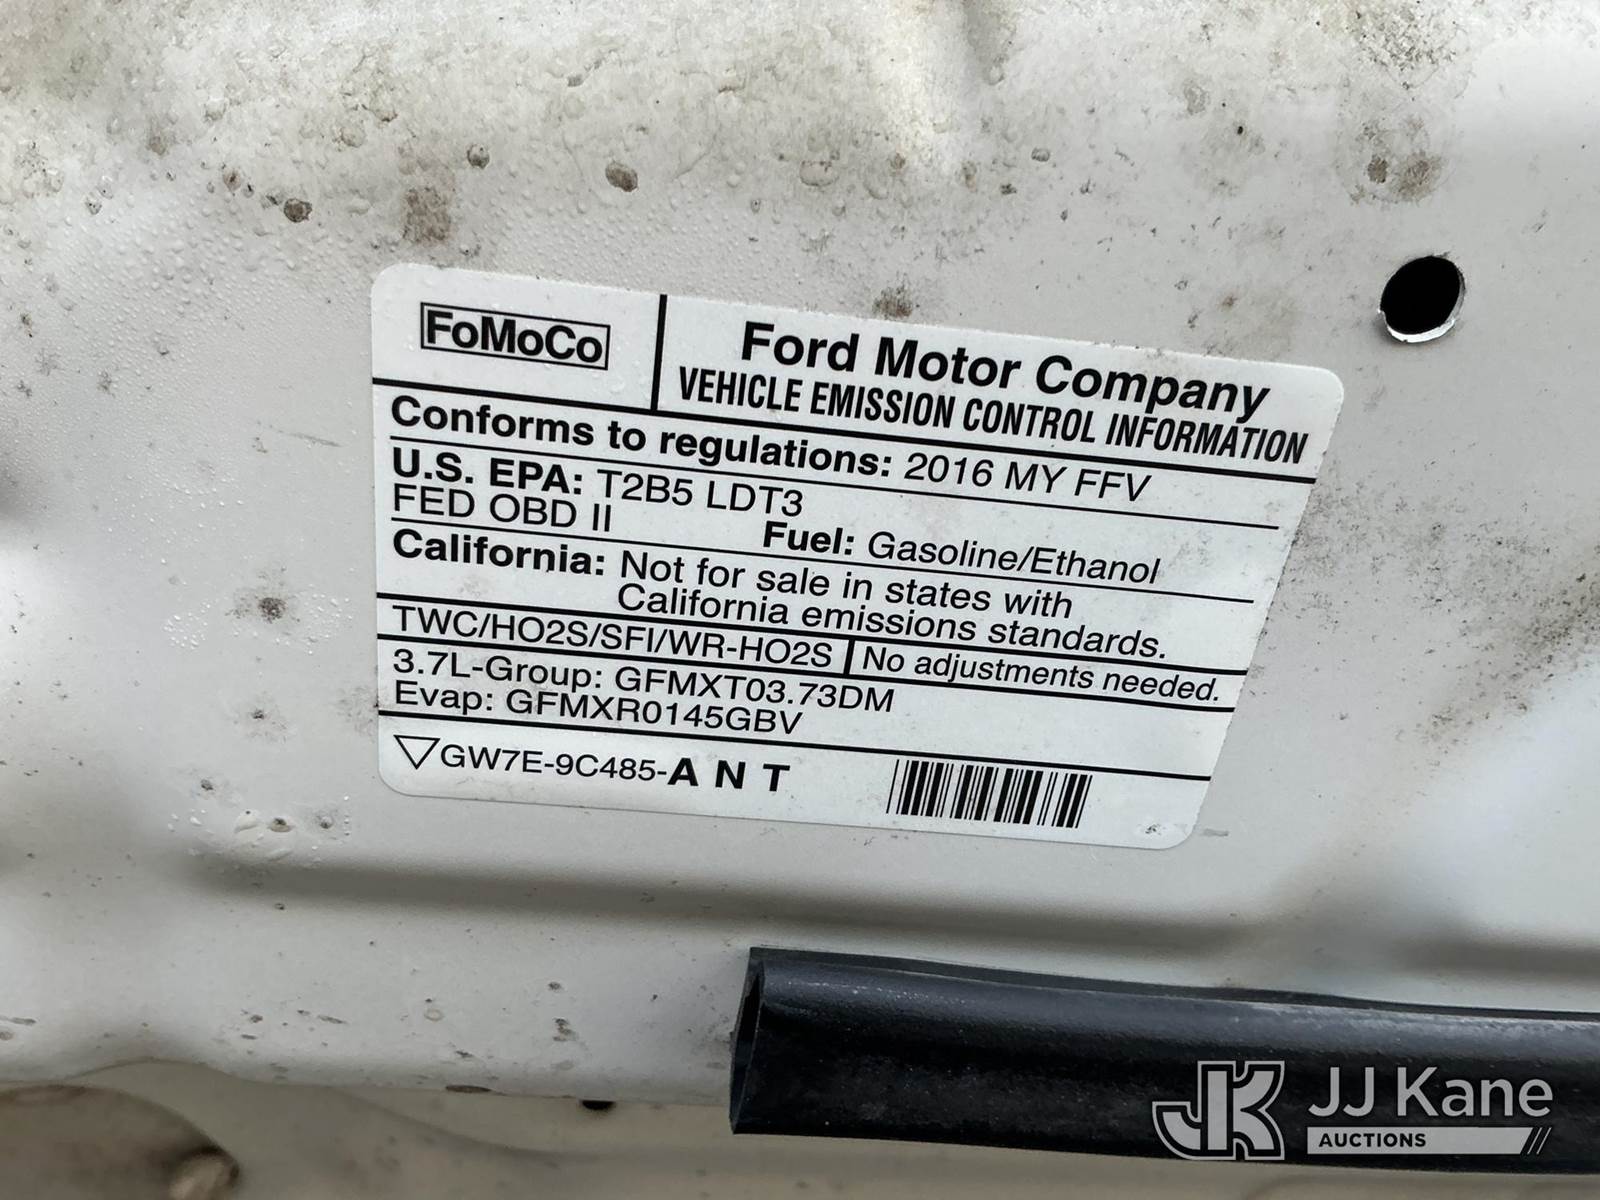 FoMoCo
Ford Motor Company
VEHICLE EMISSION CONTROL INFORMATION
Conforms to regulations: 2016 MY FFV
U.S. EPA: T2B5 LDT3
FED OBD II
Fuel: Gasoline/Ethanol
California: Not for sale in states with
California emissions standards.
TWC/HO2S/SFI/WR-HO2S
No adjustments needed.
3.7L-Group: GFMXT03.73DM
Evap: GFMXR0145GBV
GW7E-9C485-A N T
JK JJ Kane
AUCTIONS